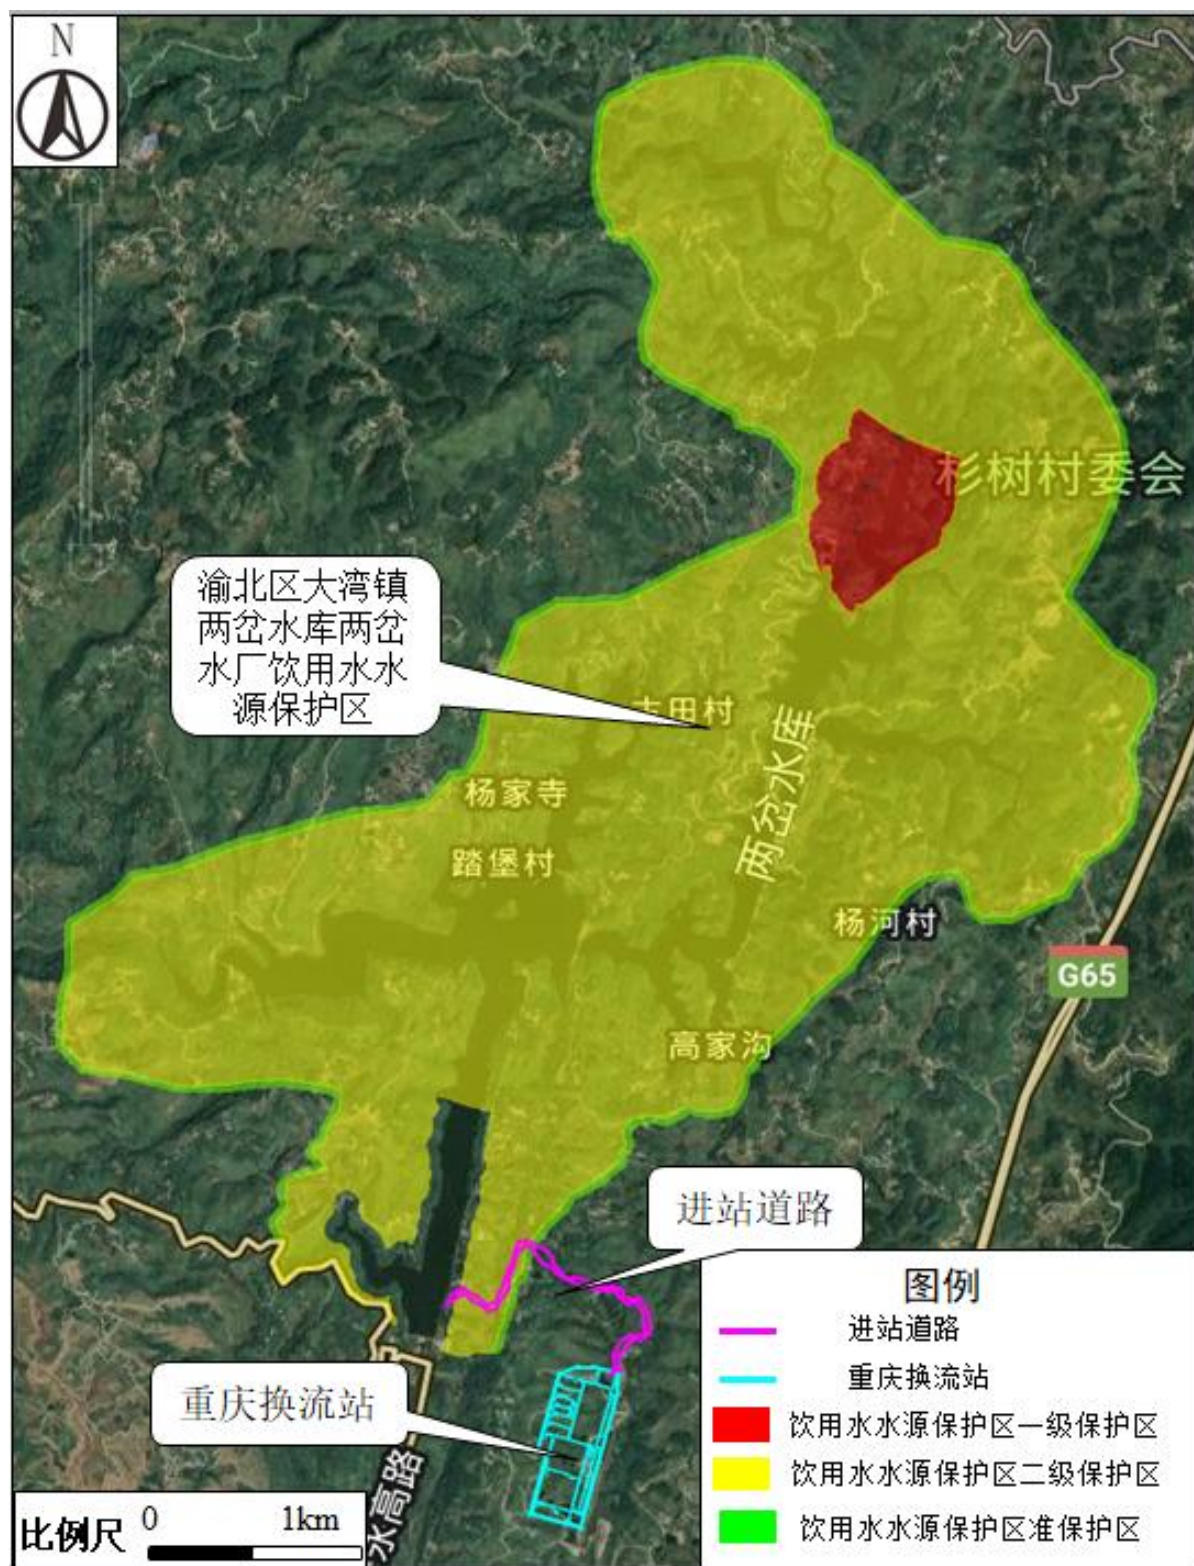 N
杉树村委会
渝北区大湾镇
两岔水库两岔
水厂饮用水水
源保护区
古田村
两岔水库
杨家寺
踏堡村
杨河村
G65
高家沟
进站道路
重庆换流站
水高路
图例
进站道路
重庆换流站
饮用水水源保护区一级保护区
饮用水水源保护区二级保护区
饮用水水源保护区准保护区
比例尺 0 1km